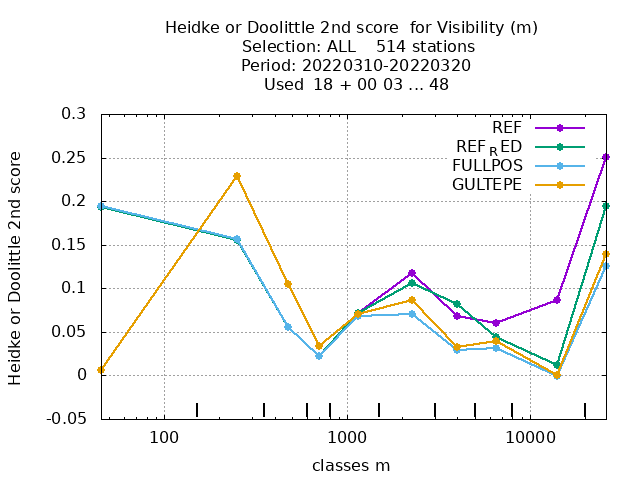 Heidke or Doolittle 2nd score  for Visibility (m)
Selection: ALL    514 stations
Period: 20220310-20220320
Used  18 + 00 03 ... 48
0.3
0.25
0.2
0.15
0.1
0.05
0
-0.05
Heidke or Doolittle 2nd score
REF
REF_RED
FULLPOS
GULTEPE
100
1000
10000
classes m